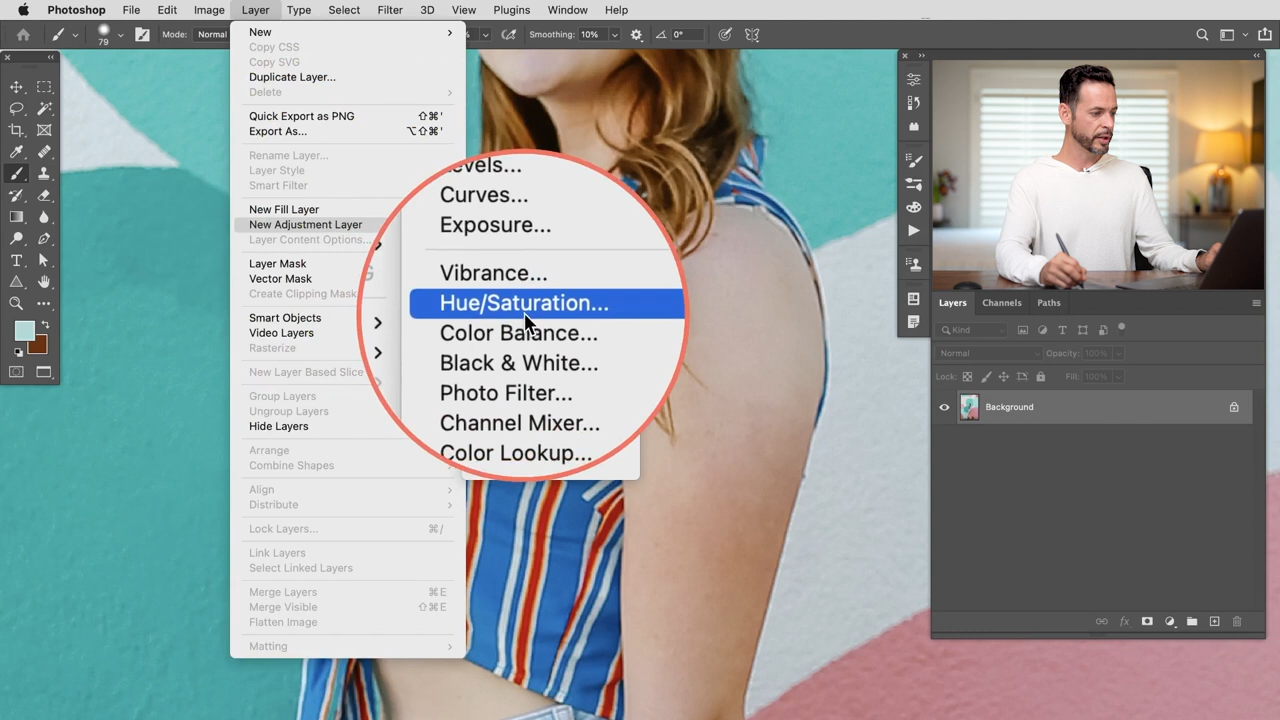 Photoshop File Edit Image Layer Type Select Filter 3D View Plugins Window Help
79 Mode: Normal % Smoothing: 10% 0°
New
Copy CSS
Copy SVG
Duplicate Layer...
Delete
Quick Export as PNG ⇧⌘'
Export As... ⌥⇧⌘'
Rename Layer...
Layer Style
Smart Filter
New Fill Layer
New Adjustment Layer
Layer Content Options...
Layer Mask
Vector Mask
Create Clipping Mask
Smart Objects
Video Layers
Rasterize
New Layer Based Slice
Group Layers
Ungroup Layers
Hide Layers
Arrange
Combine Shapes
Align
Distribute
Lock Layers... ⌘/
Link Layers
Select Linked Layers
Merge Layers ⌘E
Merge Visible ⇧⌘E
Flatten Image
Matting
G
evels...
Curves...
Exposure...
Vibrance...
Hue/Saturation...
Color Balance...
Black & White...
Photo Filter...
Channel Mixer...
Color Lookup...
Layers Channels Paths
Kind
Normal Opacity: 100%
Lock: Fill: 100%
Background
fx